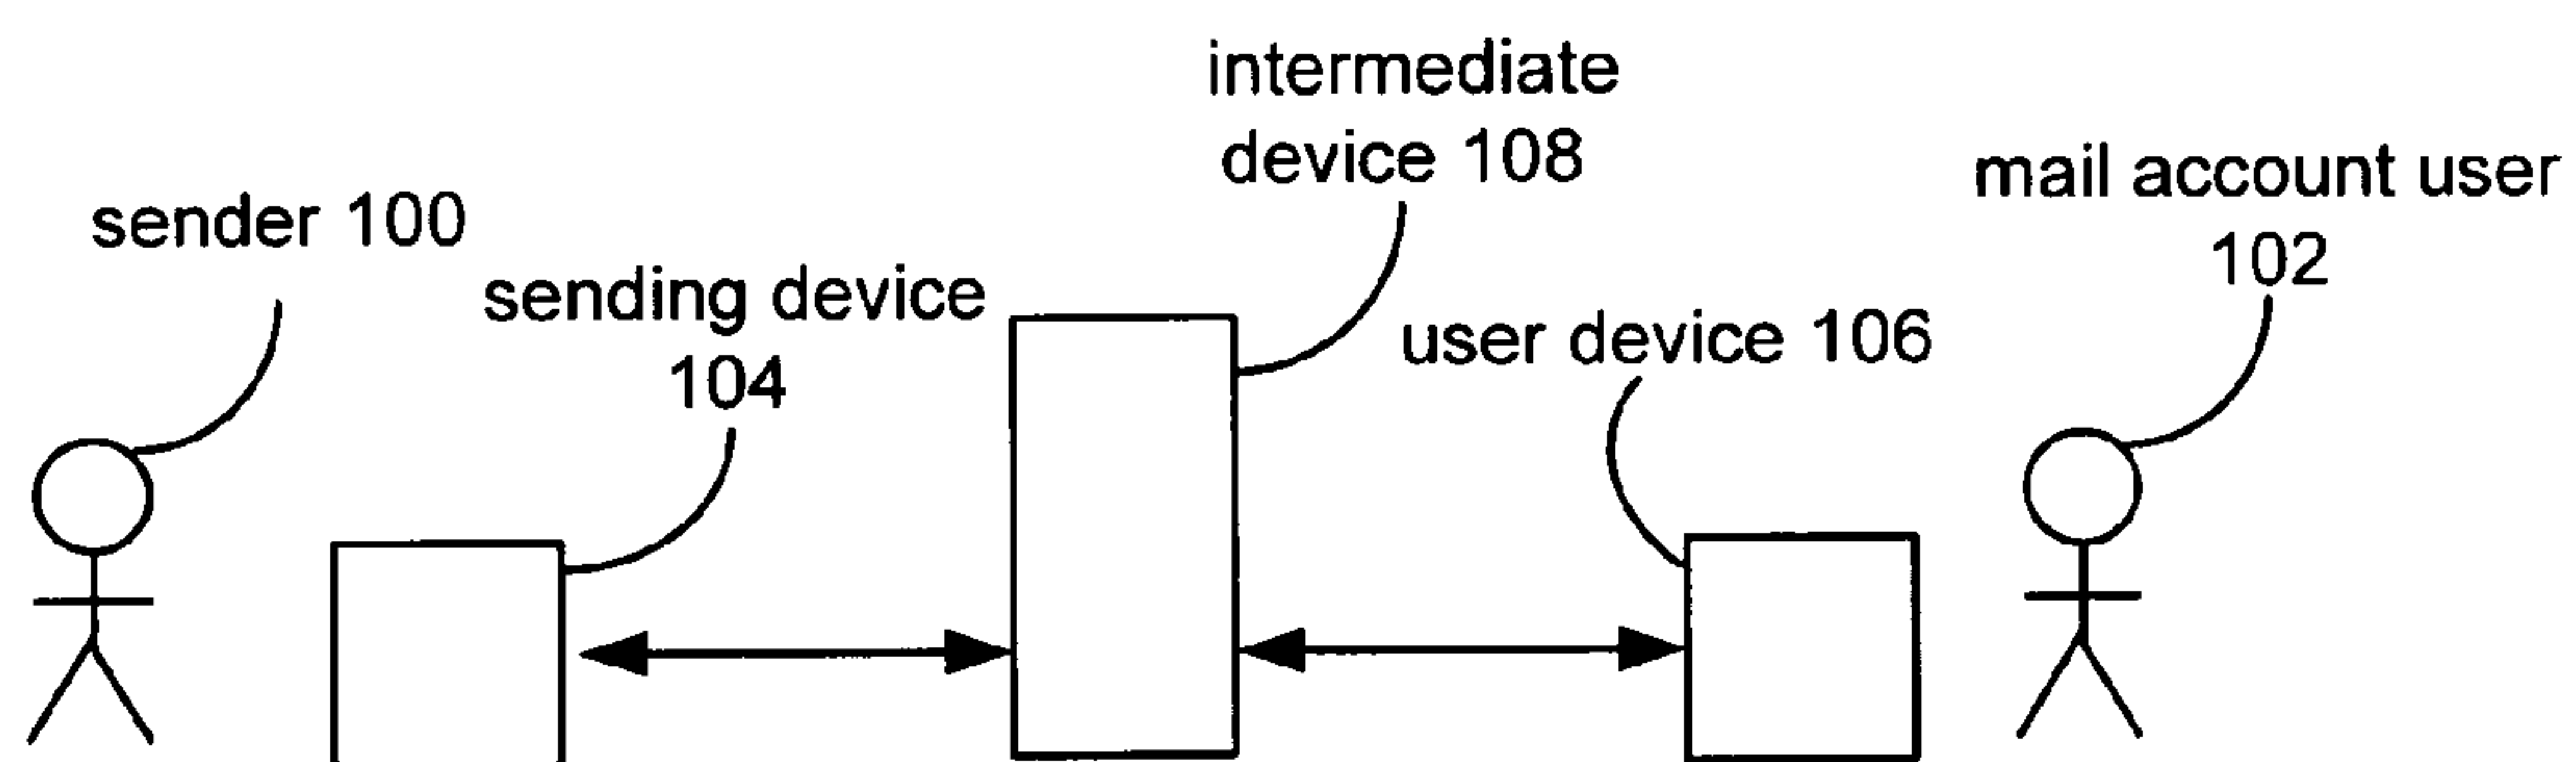 intermediate
device 108
mail account user
102
sender 100
sending device
104
user device 106